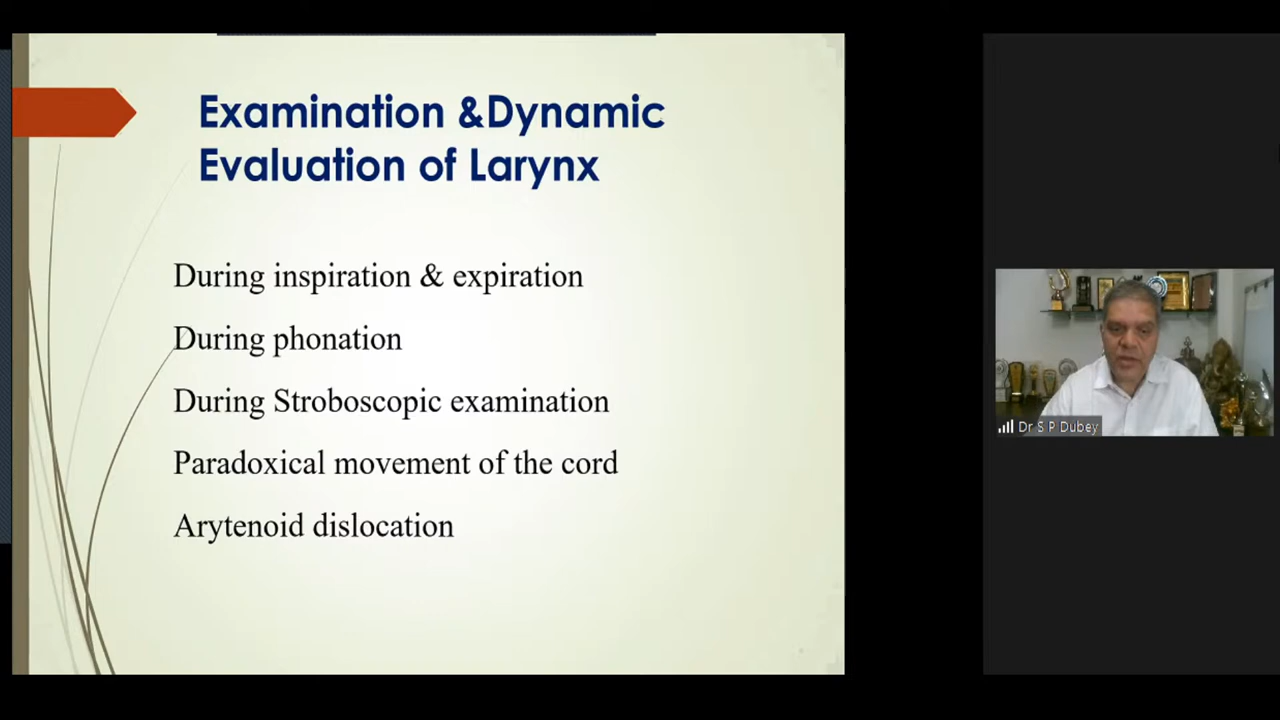 Examination &Dynamic
Evaluation of Larynx
During inspiration & expiration
During phonation
During Stroboscopic examination
Paradoxical movement of the cord
Arytenoid dislocation
Dr S P Dubey